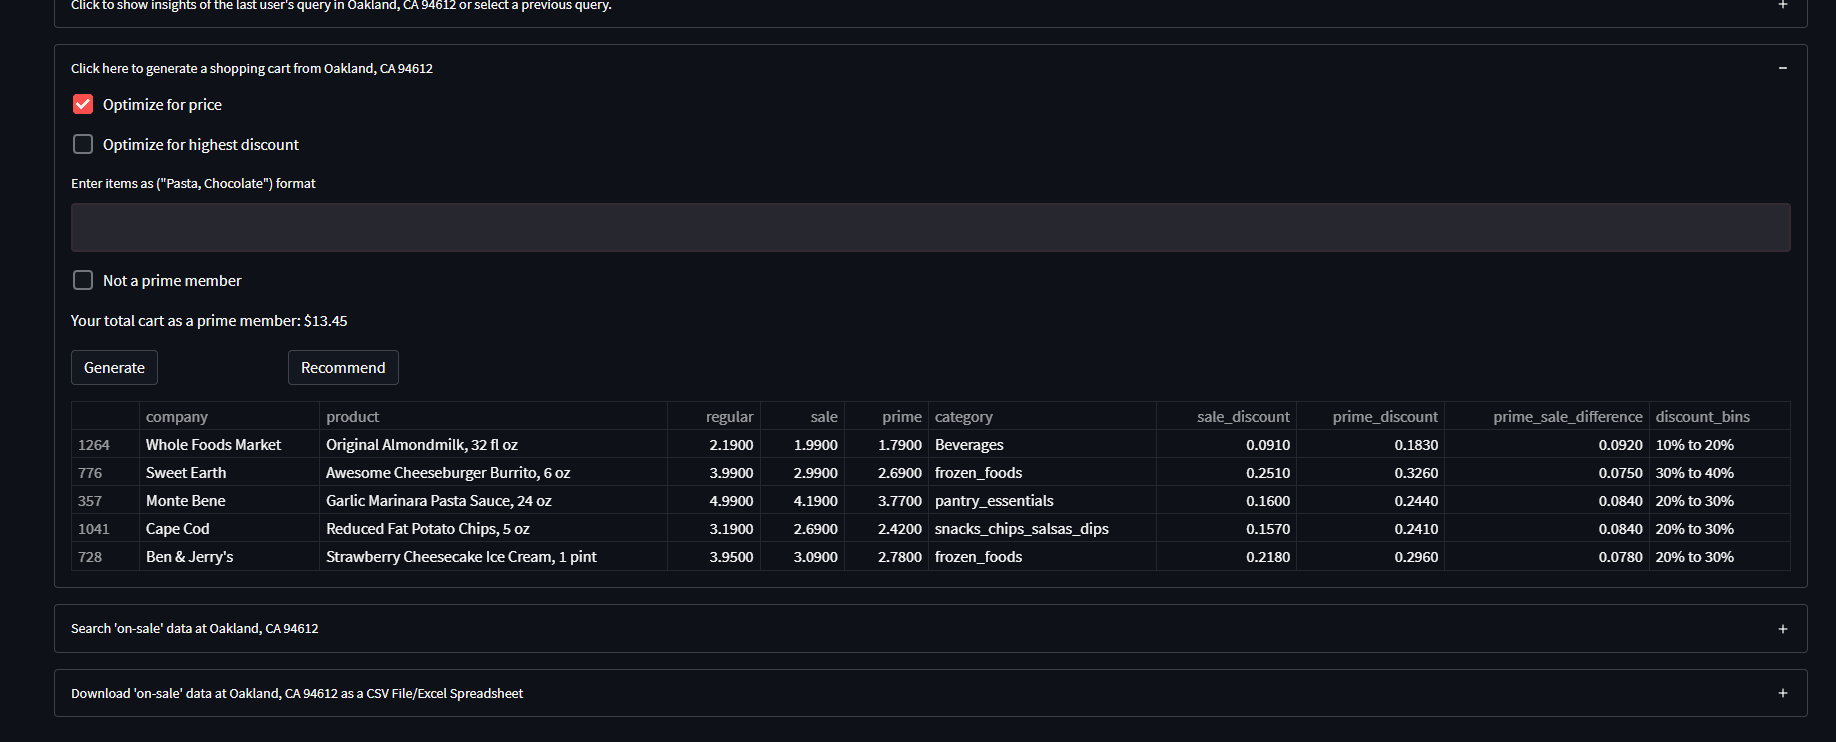 Click to show insights of the last user's query in Oakland, CA 94612 or select a previous query. +
Click here to generate a shopping cart from Oakland, CA 94612 −
Optimize for price
Optimize for highest discount
Enter items as ("Pasta, Chocolate") format
Not a prime member
Your total cart as a prime member: $13.45
Generate Recommend
company product regular sale prime category sale_discount prime_discount prime_sale_difference discount_bins
1264 Whole Foods Market Original Almondmilk, 32 fl oz 2.1900 1.9900 1.7900 Beverages 0.0910 0.1830 0.0920 10% to 20%
776 Sweet Earth Awesome Cheeseburger Burrito, 6 oz 3.9900 2.9900 2.6900 frozen_foods 0.2510 0.3260 0.0750 30% to 40%
357 Monte Bene Garlic Marinara Pasta Sauce, 24 oz 4.9900 4.1900 3.7700 pantry_essentials 0.1600 0.2440 0.0840 20% to 30%
1041 Cape Cod Reduced Fat Potato Chips, 5 oz 3.1900 2.6900 2.4200 snacks_chips_salsas_dips 0.1570 0.2410 0.0840 20% to 30%
728 Ben & Jerry's Strawberry Cheesecake Ice Cream, 1 pint 3.9500 3.0900 2.7800 frozen_foods 0.2180 0.2960 0.0780 20% to 30%
Search 'on-sale' data at Oakland, CA 94612 +
Download 'on-sale' data at Oakland, CA 94612 as a CSV File/Excel Spreadsheet +